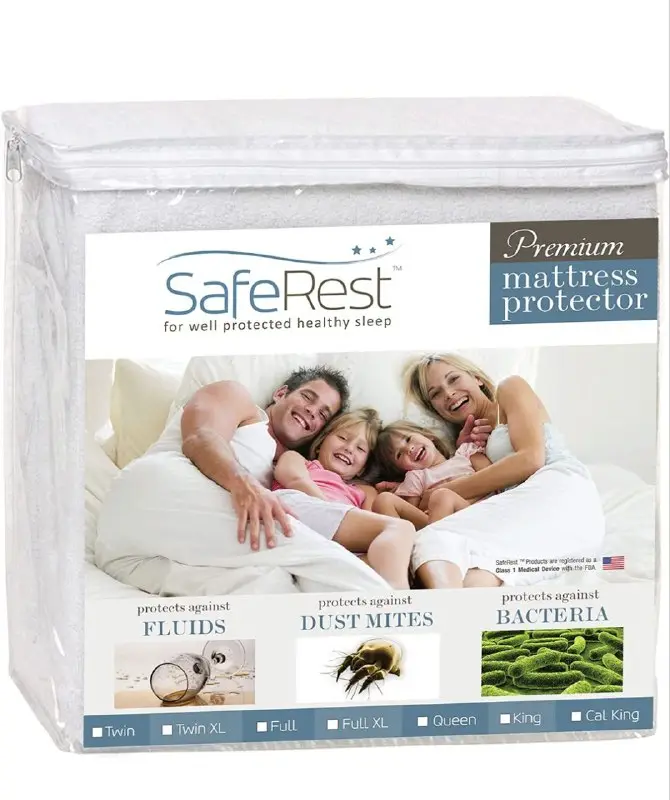 SafeRest™
for well protected healthy sleep
Premium
mattress
protector
SafeRest™ Products are registered as a
Class 1 Medical Device with the FDA
protects against
FLUIDS
protects against
DUST MITES
protects against
BACTERIA
Twin
Twin XL
Full
Full XL
Queen
King
Cal King